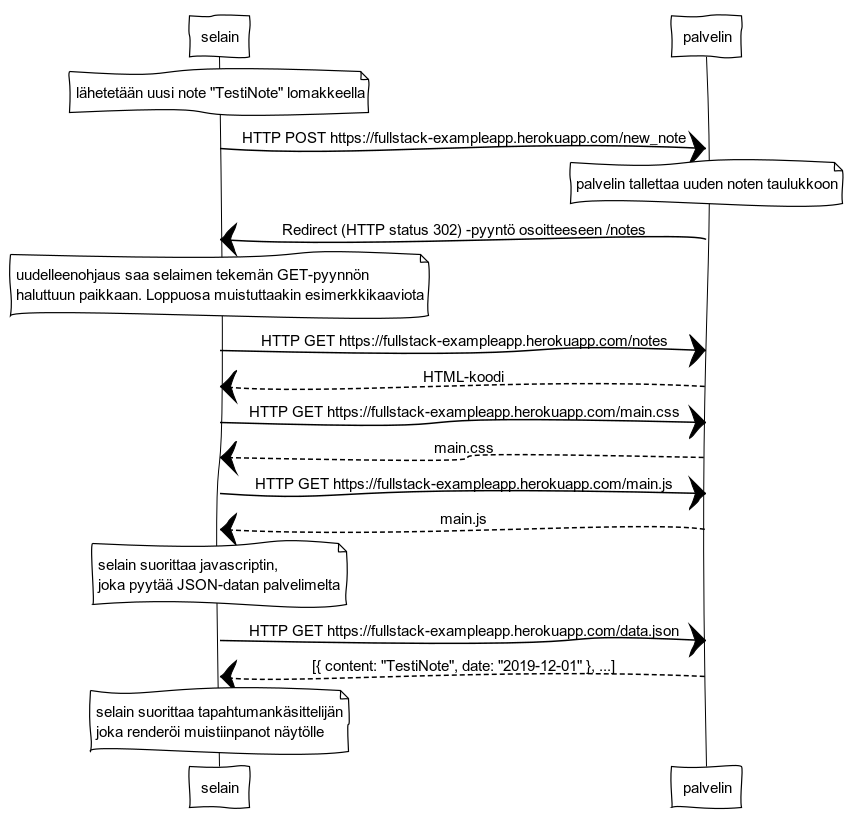 selain
palvelin
lähetetään uusi note "TestiNote" lomakkeella
HTTP POST https://fullstack-exampleapp.herokuapp.com/new_note
palvelin tallettaa uuden noten taulukkoon
Redirect (HTTP status 302) -pyyntö osoitteeseen /notes
uudelleenohjaus saa selaimen tekemän GET-pyynnön
haluttuun paikkaan. Loppuosa muistuttaakin esimerkkikaaviota
HTTP GET https://fullstack-exampleapp.herokuapp.com/notes
HTML-koodi
HTTP GET https://fullstack-exampleapp.herokuapp.com/main.css
main.css
HTTP GET https://fullstack-exampleapp.herokuapp.com/main.js
main.js
selain suorittaa javascriptin,
joka pyytää JSON-datan palvelimelta
HTTP GET https://fullstack-exampleapp.herokuapp.com/data.json
[{ content: "TestiNote", date: "2019-12-01" }, ...]
selain suorittaa tapahtumankäsittelijän
joka renderöi muistiinpanot näytölle
selain
palvelin